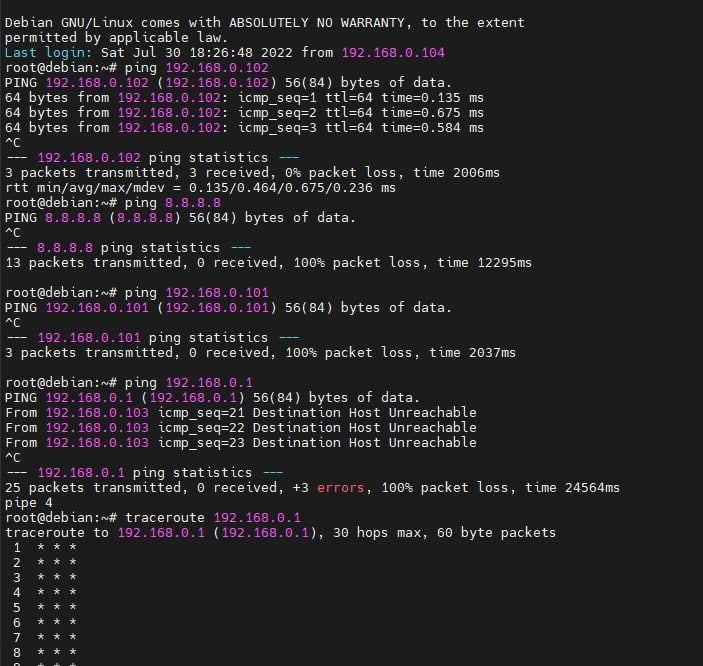 Debian GNU/Linux comes with ABSOLUTELY NO WARRANTY, to the extent
permitted by applicable law.
Last login: Sat Jul 30 18:26:48 2022 from 192.168.0.104
root@debian:~# ping 192.168.0.102
PING 192.168.0.102 (192.168.0.102) 56(84) bytes of data.
64 bytes from 192.168.0.102: icmp_seq=1 ttl=64 time=0.135 ms
64 bytes from 192.168.0.102: icmp_seq=2 ttl=64 time=0.675 ms
64 bytes from 192.168.0.102: icmp_seq=3 ttl=64 time=0.584 ms
^C
--- 192.168.0.102 ping statistics ---
3 packets transmitted, 3 received, 0% packet loss, time 2006ms
rtt min/avg/max/mdev = 0.135/0.464/0.675/0.236 ms
root@debian:~# ping 8.8.8.8
PING 8.8.8.8 (8.8.8.8) 56(84) bytes of data.
^C
--- 8.8.8.8 ping statistics ---
13 packets transmitted, 0 received, 100% packet loss, time 12295ms

root@debian:~# ping 192.168.0.101
PING 192.168.0.101 (192.168.0.101) 56(84) bytes of data.
^C
--- 192.168.0.101 ping statistics ---
3 packets transmitted, 0 received, 100% packet loss, time 2037ms

root@debian:~# ping 192.168.0.1
PING 192.168.0.1 (192.168.0.1) 56(84) bytes of data.
From 192.168.0.103 icmp_seq=21 Destination Host Unreachable
From 192.168.0.103 icmp_seq=22 Destination Host Unreachable
From 192.168.0.103 icmp_seq=23 Destination Host Unreachable
^C
--- 192.168.0.1 ping statistics ---
25 packets transmitted, 0 received, +3 errors, 100% packet loss, time 24564ms
pipe 4
root@debian:~# traceroute 192.168.0.1
traceroute to 192.168.0.1 (192.168.0.1), 30 hops max, 60 byte packets
 1  * * *
 2  * * *
 3  * * *
 4  * * *
 5  * * *
 6  * * *
 7  * * *
 8  * * *